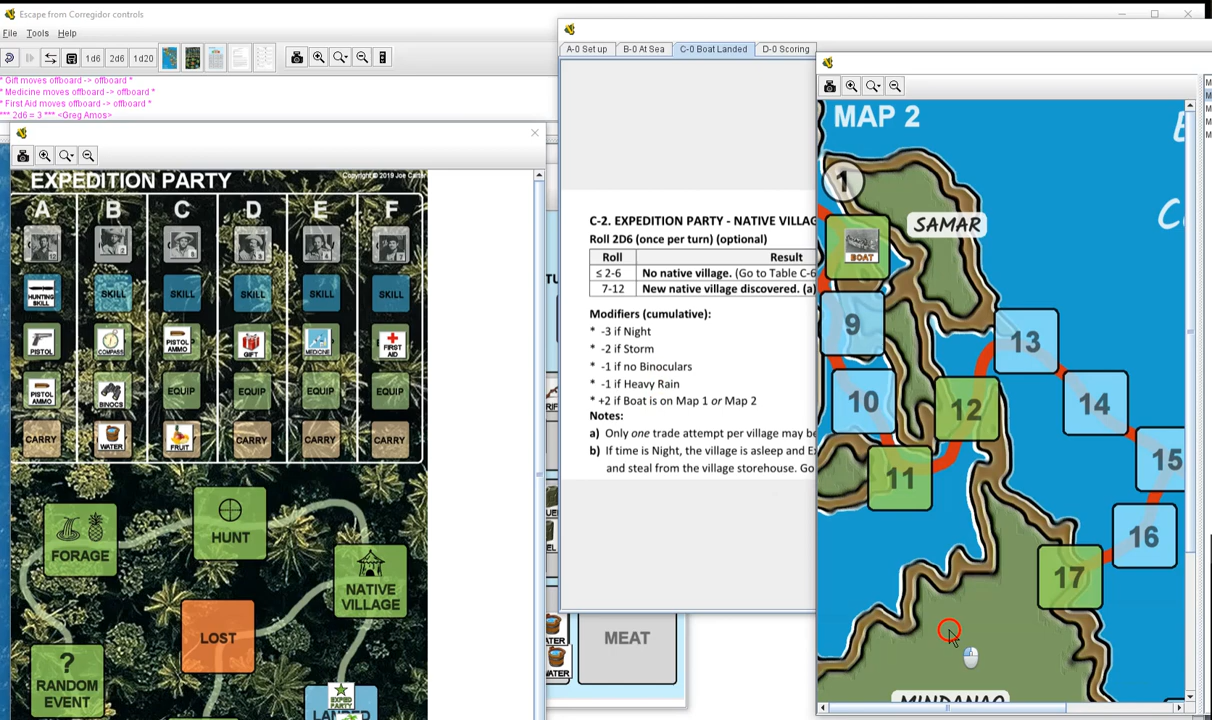 Escape from Corregidor controls
File Tools Help
1d6 2d6 1d20
* Gift moves offboard -> offboard *
* Medicine moves offboard -> offboard *
* First Aid moves offboard -> offboard *
*** 2d6 = 3 *** <Greg Amos>
EXPEDITION PARTY
A B C D E F
HUNTING SKILL
SKILL SKILL SKILL SKILL SKILL
PISTOL COMPASS PISTOL AMMO GIFT MEDICINE FIRST AID
PISTOL AMMO BINOCS EQUIP EQUIP EQUIP EQUIP
CARRY WATER FRUIT CARRY CARRY CARRY
FORAGE
HUNT
NATIVE VILLAGE
LOST
?
RANDOM EVENT
EXPED PARTY
LANDED
A-0 Set up B-0 At Sea C-0 Boat Landed D-0 Scoring
C-2. EXPEDITION PARTY - NATIVE VILLAG
Roll 2D6 (once per turn) (optional)
Roll Result
≤ 2-6 No native village. (Go to Table C-6
7-12 New native village discovered. (a)
Modifiers (cumulative):
* -3 if Night
* -2 if Storm
* -1 if no Binoculars
* -1 if Heavy Rain
* +2 if Boat is on Map 1 or Map 2
Notes:
a) Only one trade attempt per village may be
b) If time is Night, the village is asleep and E
and steal from the village storehouse. Go
WATER
WATER
MEAT
MAP 2
1
SAMAR
BOAT
9
13
10
12
14
11
15
16
17
MINDANAO